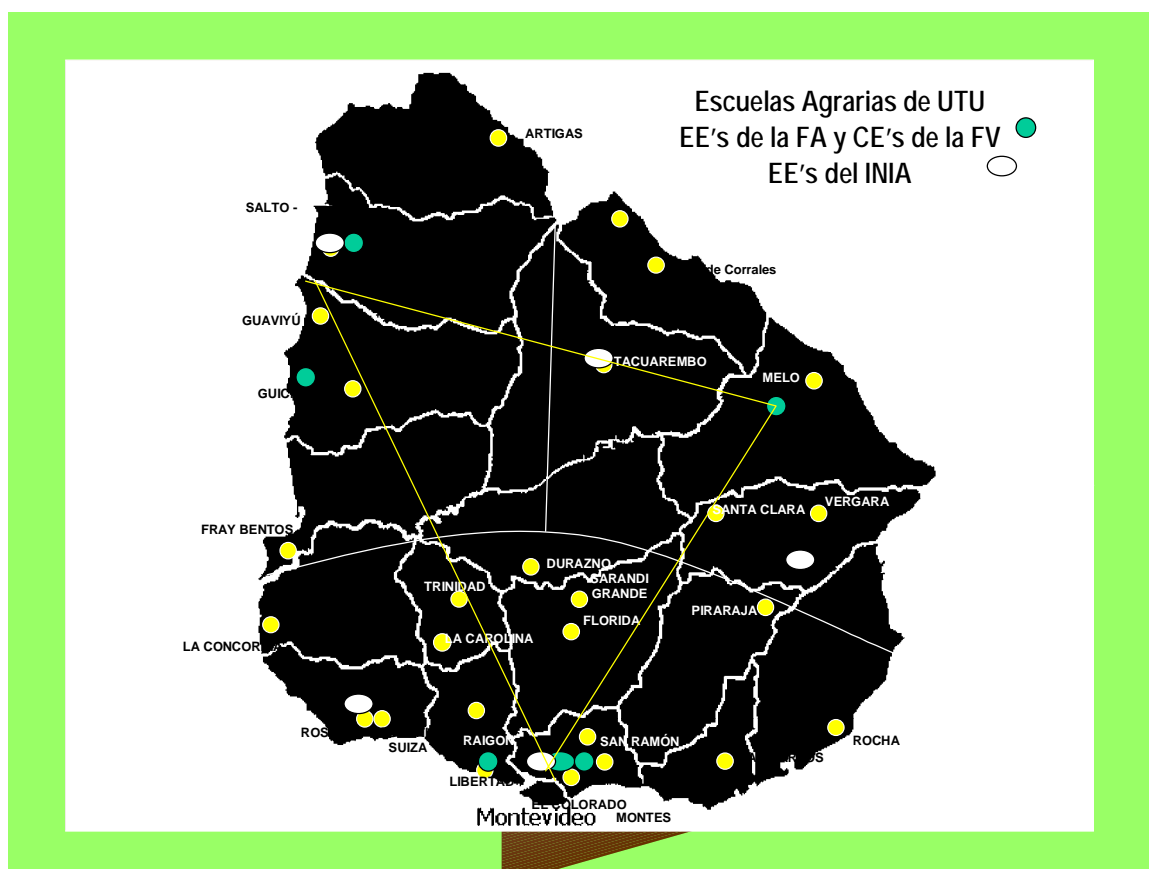 Escuelas Agrarias de UTU
EE's de la FA y CE's de la FV
EE's del INIA
ARTIGAS
SALTO -
de Corrales
GUAVIYÚ
TACUAREMBO
MELO
SANTA CLARA
VERGARA
FRAY BENTOS
DURAZNO
SARANDI
GRANDE
TRINIDAD
PIRARAJA
FLORIDA
LA CAROLINA
ROCHA
RAIGON
SAN RAMÓN
SUIZA
LIBERTAD
EL COLORADO
Montevideo
MONTES